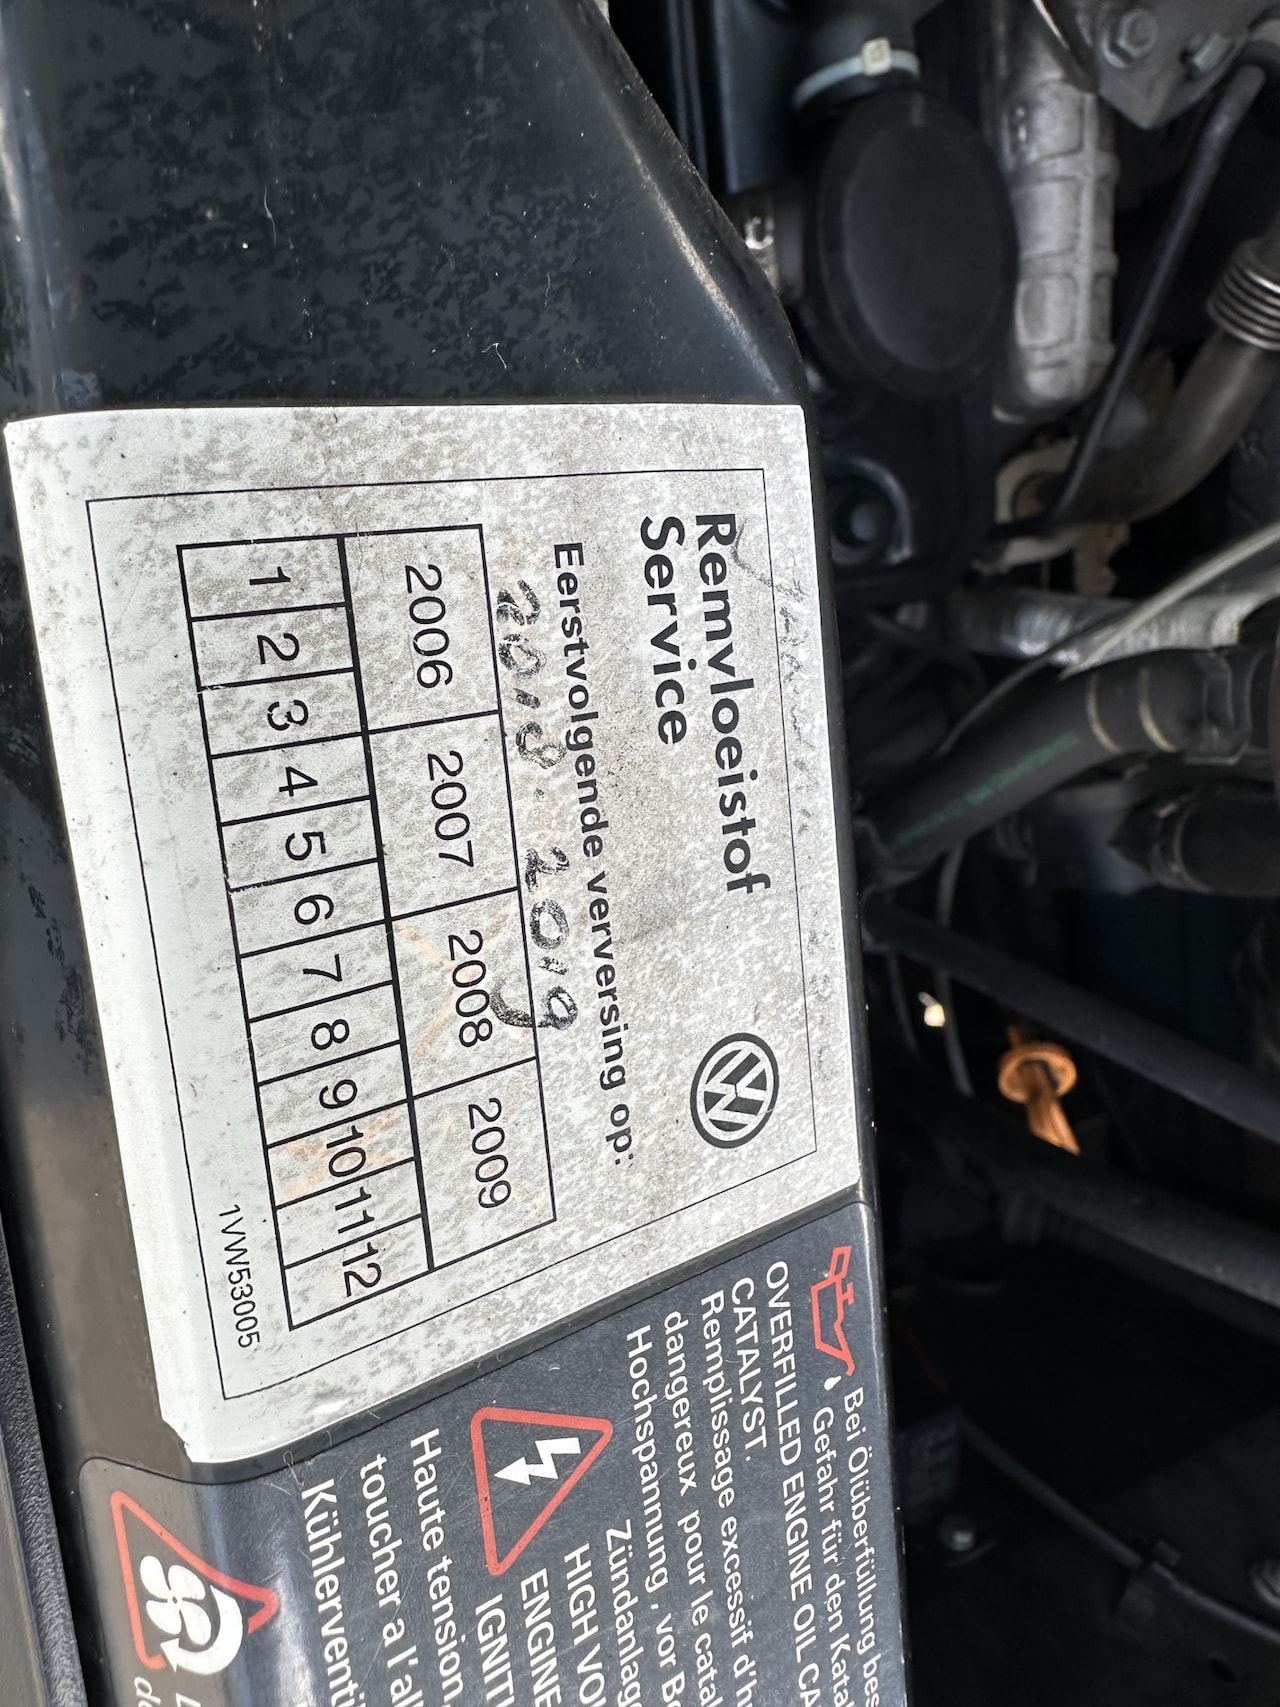 Remvloeistof
Service
Eerstvolgende verversing op:
2018 - 2019
2006 2007 2008 2009
1 2 3 4 5 6 7 8 9 10 11 12
1VW53005
Bei Ölüberfüllung bes
Gefahr für den Kata
OVERFILLED ENGINE OIL CA
CATALYST.
Remplissage excessif d'h
dangereux pour le catal
Hochspannung, vor Be
Zündanlag
HIGH VO
ENGINE
IGNITI
Haute tension,
toucher a l'al
Kühlerventi